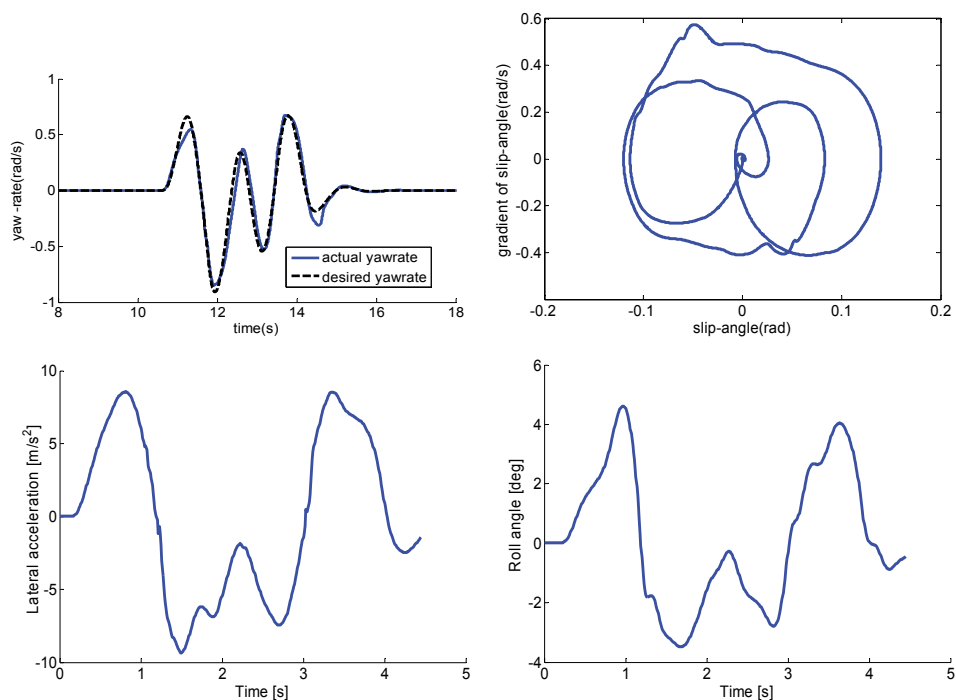 1
0.5
0
-0.5
-1
yaw -rate(rad/s)
actual yawrate
desired yawrate
8 10 12 14 16 18
time(s)
0.6
0.4
0.2
0
-0.2
-0.4
gradient of slip-angle(rad/s)
-0.2 -0.1 0 0.1 0.2
slip-angle(rad)
10
5
0
-5
-10
Lateral acceleration [m/s²]
0 1 2 3 4 5
Time [s]
6
4
2
0
-2
-4
Roll angle [deg]
0 1 2 3 4 5
Time [s]